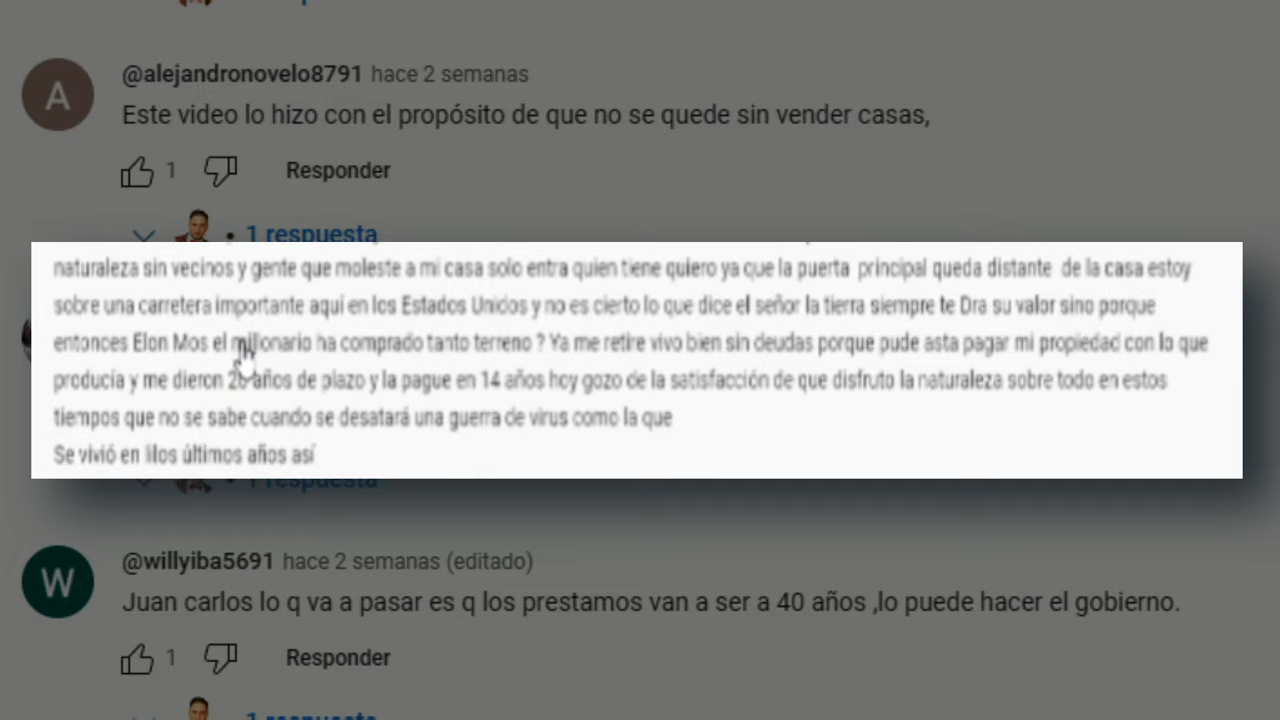 @alejandronovelo8791 hace 2 semanas
Este video lo hizo con el propósito de que no se quede sin vender casas,
1 Responder
1 respuesta
naturaleza sin vecinos y gente que moleste a mi casa solo entra quien tiene quiero ya que la puerta principal queda distante de la casa estoy
sobre una carretera importante aquí en los Estados Unidos y no es cierto lo que dice el señor la tierra siempre te Dra su valor sino porque
entonces Elon Mos el millonario ha comprado tanto terreno ? Ya me retire vivo bien sin deudas porque pude asta pagar mi propiedad con lo que
producía y me dieron años de plazo y la pague en 14 años hoy gozo de la satisfacción de que disfruto la naturaleza sobre todo en estos
tiempos que no se sabe cuando se desatará una guerra de virus como la que
Se vivió en lilos últimos años así
1 respuesta
@willyiba5691 hace 2 semanas (editado)
Juan carlos lo q va a pasar es q los prestamos van a ser a 40 años ,lo puede hacer el gobierno.
1 Responder
1 respuesta
A
W